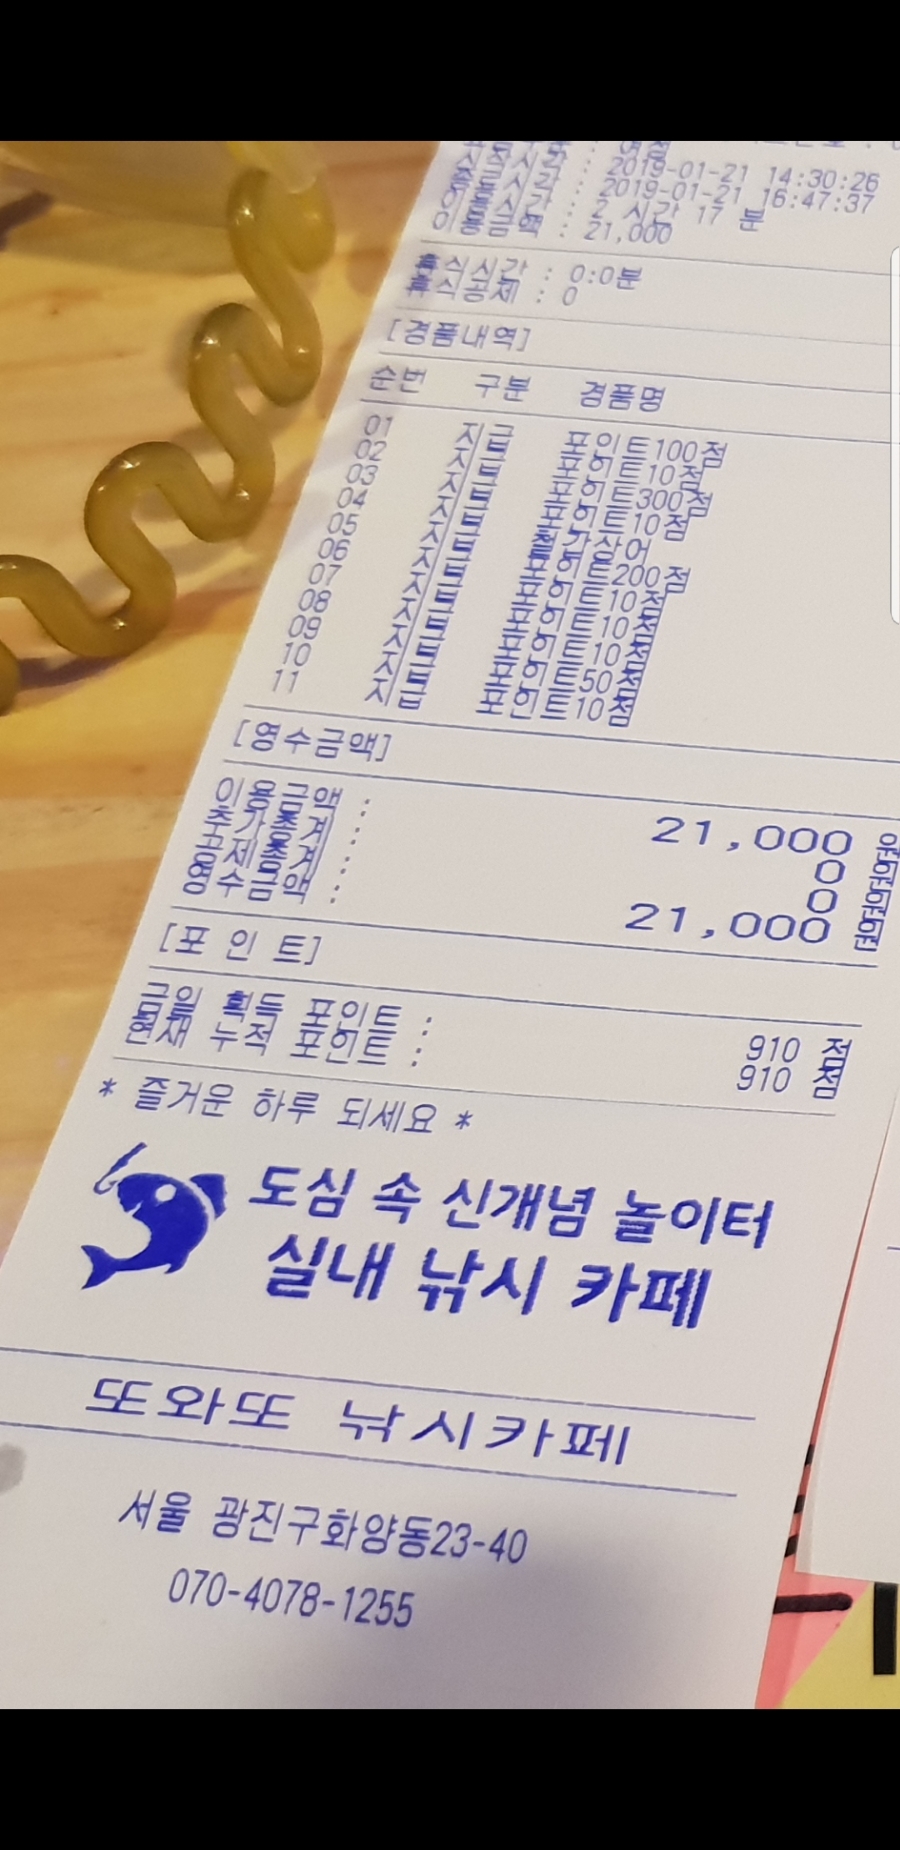 2019-01-21 14:30:26
2019-01-21 16:47:37
: 2 시간 17 분
이용금액 : 21,000
휴식시간 : 0:0분
휴식공제 : 0
[경품내역]
순번 구분 경품명
01 지급 포인트100점
02 지급 포인트10점
03 지급 포인트300점
04 지급 포인트10점
05 지급
06 지급 포인트200점
07 지급 포인트10점
08 지급 포인트10점
09 지급 포인트10점
10 지급 포인트50점
11 지급 포인트10점
[영수금액]
이용금액 : 21,000 원
추가총계 : 0 원
공제총계 : 0 원
영수금액 : 21,000 원
[포 인 트]
금일 획득 포인트 : 910 점
현재 누적 포인트 : 910 점
* 즐거운 하루 되세요 *
도심 속 신개념 놀이터
실내 낚시 카페
또와또 낚시카페
서울 광진구화양동23-40
070-4078-1255